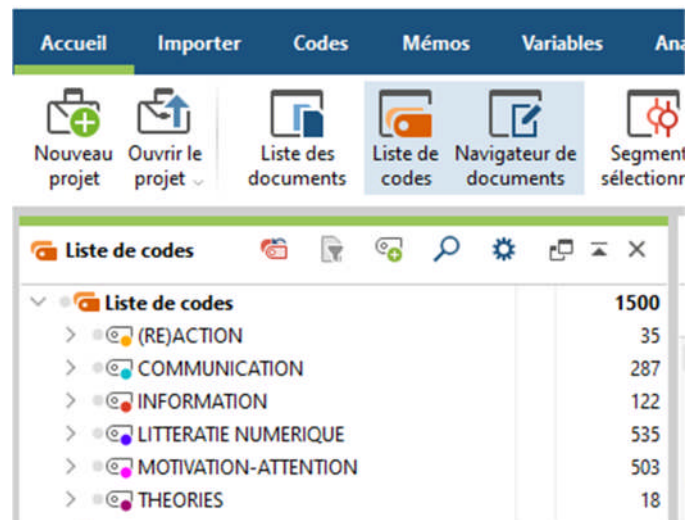 Accueil Importer Codes Mémos Variables
Nouveau projet
Ouvrir le projet
Liste des documents
Liste de codes
Navigateur de documents
Liste de codes
Liste de codes 1500
(RE)ACTION 35
COMMUNICATION 287
INFORMATION 122
LITTERATIE NUMERIQUE 535
MOTIVATION-ATTENTION 503
THEORIES 18